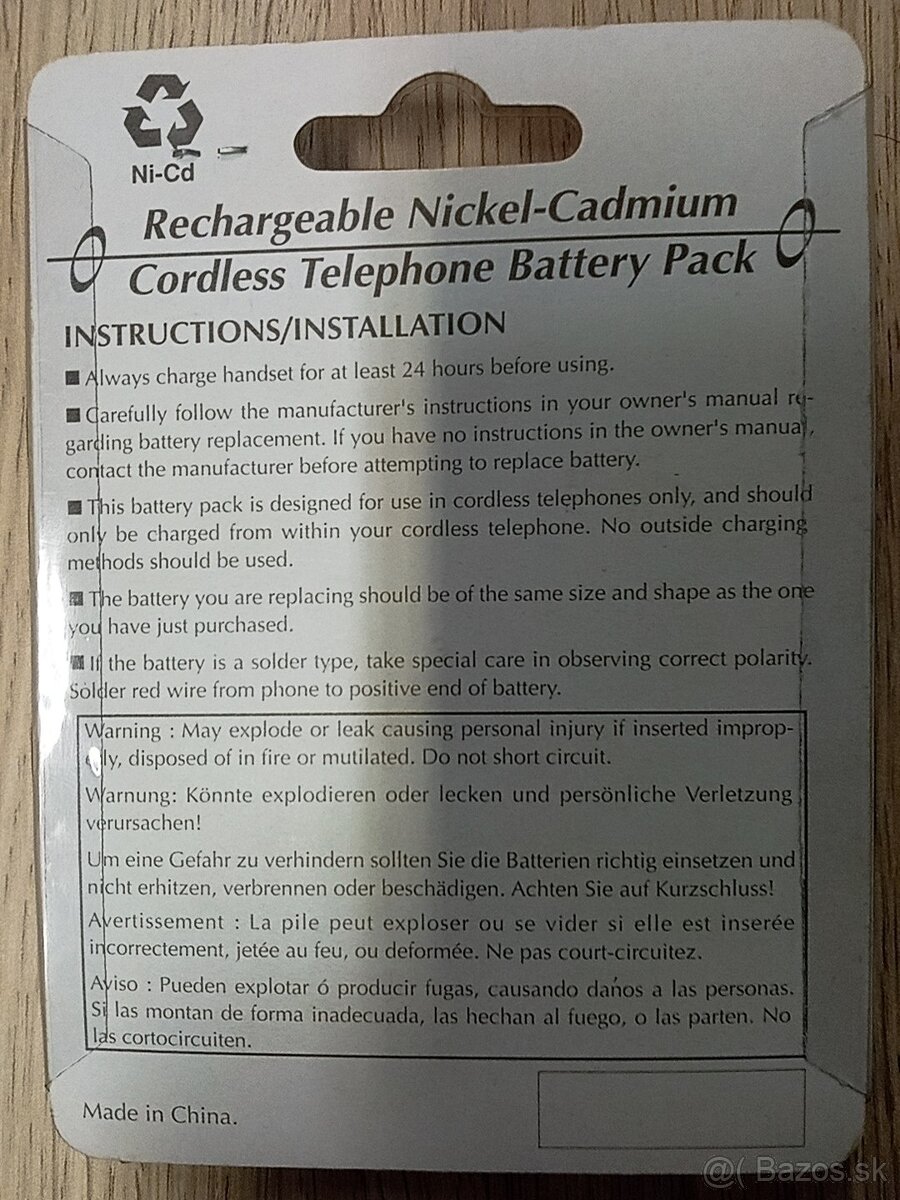 Ni-Cd
Rechargeable Nickel-Cadmium
Cordless Telephone Battery Pack
INSTRUCTIONS/INSTALLATION
■ Always charge handset for at least 24 hours before using.
■ Carefully follow the manufacturer's instructions in your owner's manual re-
garding battery replacement. If you have no instructions in the owner's manual,
contact the manufacturer before attempting to replace battery.
■ This battery pack is designed for use in cordless telephones only, and should
only be charged from within your cordless telephone. No outside charging
methods should be used.
■ The battery you are replacing should be of the same size and shape as the one
you have just purchased.
■ If the battery is a solder type, take special care in observing correct polarity.
Solder red wire from phone to positive end of battery.
Warning : May explode or leak causing personal injury if inserted improp-
erly, disposed of in fire or mutilated. Do not short circuit.
Warnung: Könnte explodieren oder lecken und persönliche Verletzung
verursachen!
Um eine Gefahr zu verhindern sollten Sie die Batterien richtig einsetzen und
nicht erhitzen, verbrennen oder beschädigen. Achten Sie auf Kurzschluss!
Avertissement : La pile peut exploser ou se vider si elle est inserée
incorrectement, jetée au feu, ou deformée. Ne pas court-circuitez.
Aviso : Pueden explotar ó producir fugas, causando dańos a las personas.
Si las montan de forma inadecuada, las hechan al fuego, o las parten. No
las cortocircuiten.
Made in China.
@( Bazos.sk